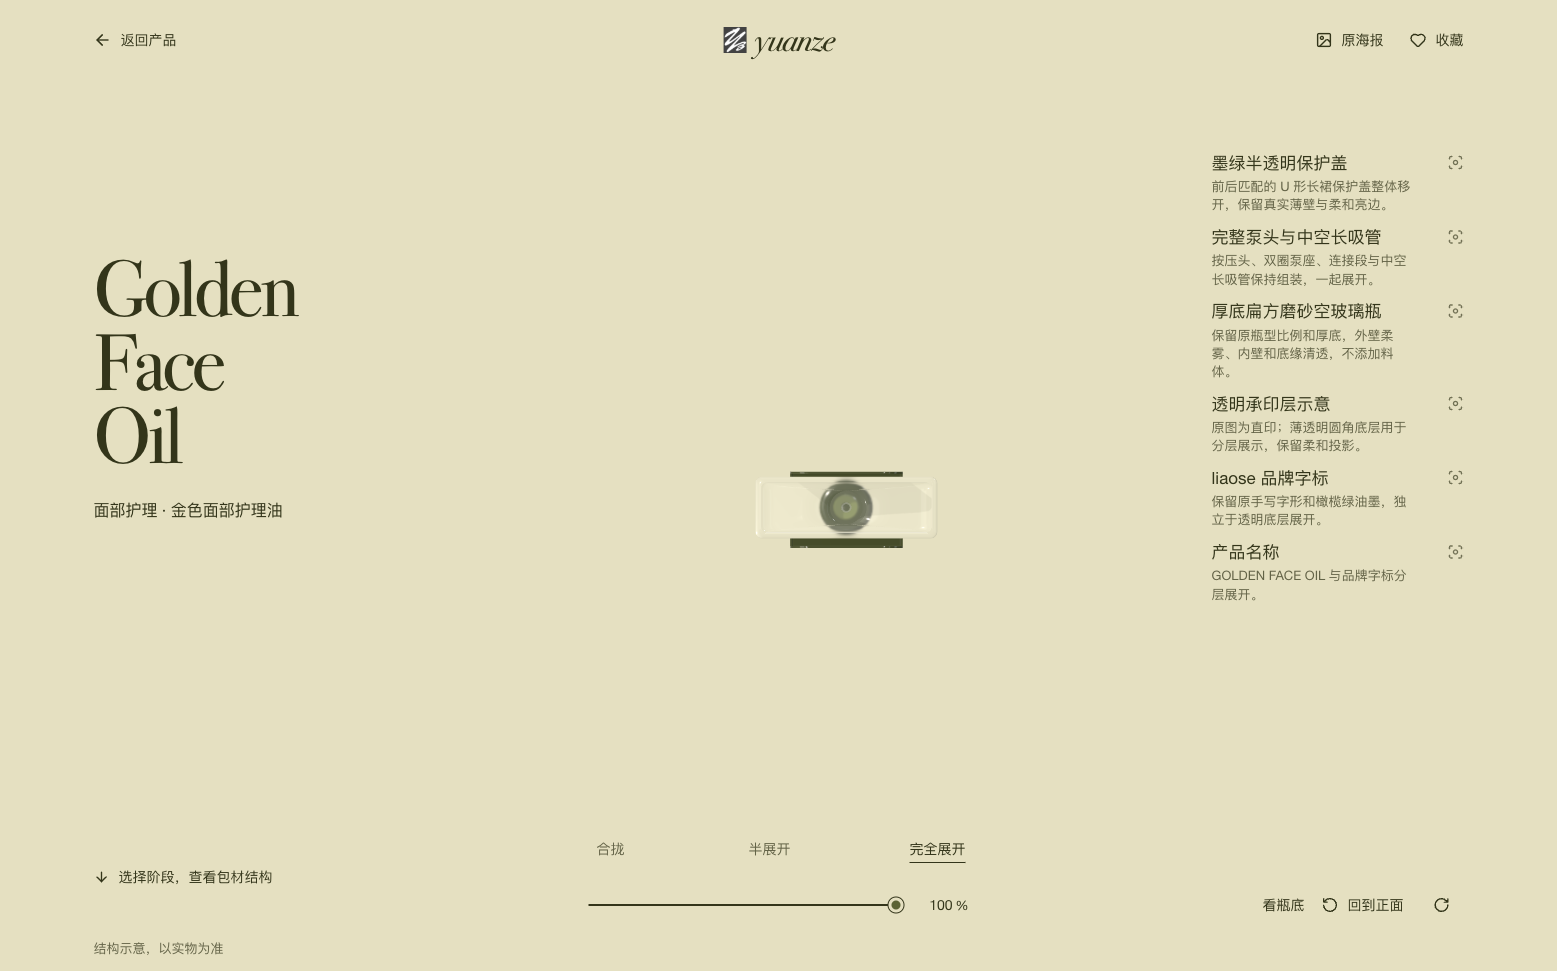 返回产品
yuanze
原海报
收藏
Golden
Face
Oil
面部护理 · 金色面部护理油
墨绿半透明保护盖
前后匹配的 U 形长裙保护盖整体移
开，保留真实薄壁与柔和亮边。
完整泵头与中空长吸管
按压头、双圈泵座、连接段与中空
长吸管保持组装，一起展开。
厚底扁方磨砂空玻璃瓶
保留原瓶型比例和厚底，外壁柔
雾、内壁和底缘清透，不添加料
体。
透明承印层示意
原图为直印；薄透明圆角底层用于
分层展示，保留柔和投影。
liaose 品牌字标
保留原手写字形和橄榄绿油墨，独
立于透明底层展开。
产品名称
GOLDEN FACE OIL 与品牌字标分
层展开。
合拢
半展开
完全展开
选择阶段，查看包材结构
100 %
看瓶底
回到正面
结构示意，以实物为准